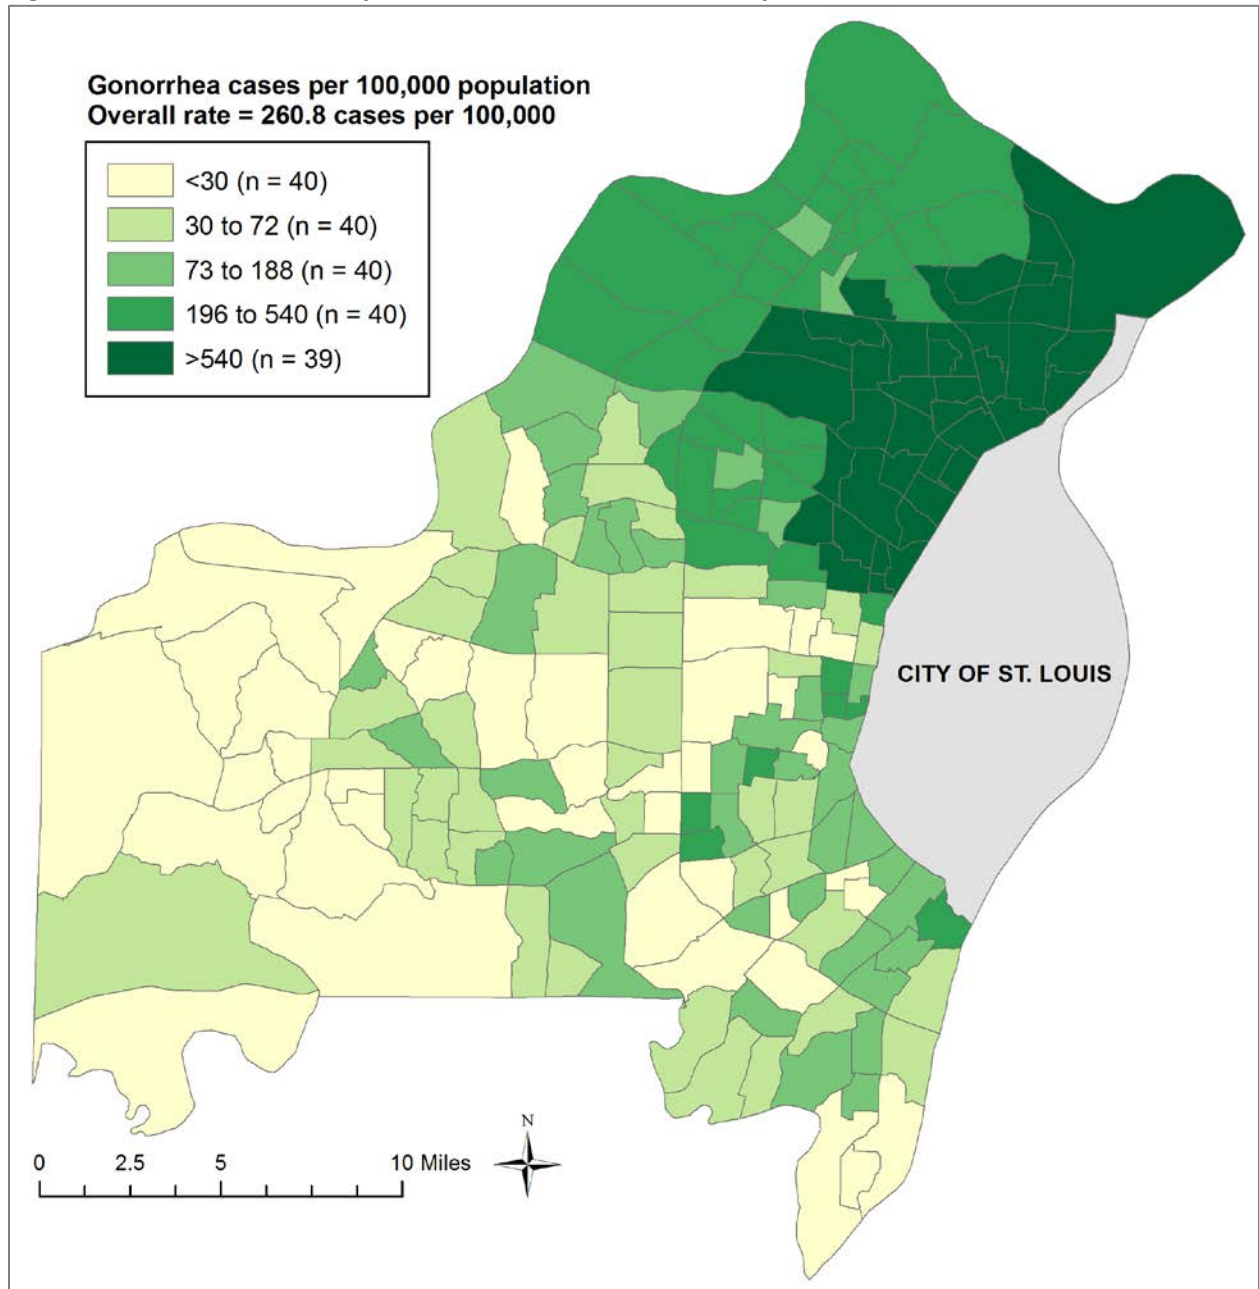 Gonorrhea cases per 100,000 population
Overall rate = 260.8 cases per 100,000
<30 (n = 40)
30 to 72 (n = 40)
73 to 188 (n = 40)
196 to 540 (n = 40)
>540 (n = 39)
CITY OF ST. LOUIS
N
0 2.5 5 10 Miles